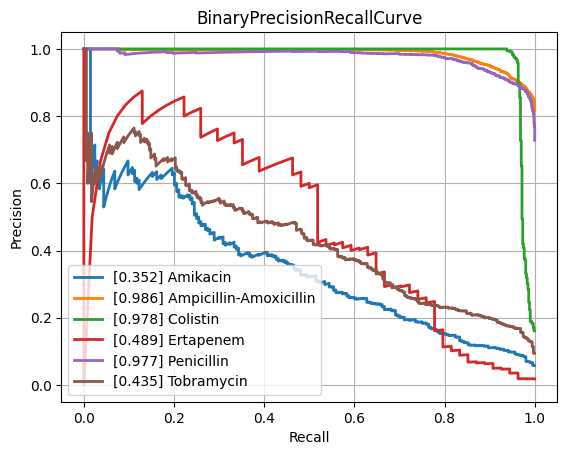 BinaryPrecisionRecallCurve
1.0
0.8
0.6
0.4
0.2
0.0
Precision
[0.352] Amikacin
[0.986] Ampicillin-Amoxicillin
[0.978] Colistin
[0.489] Ertapenem
[0.977] Penicillin
[0.435] Tobramycin
0.0 0.2 0.4 0.6 0.8 1.0
Recall